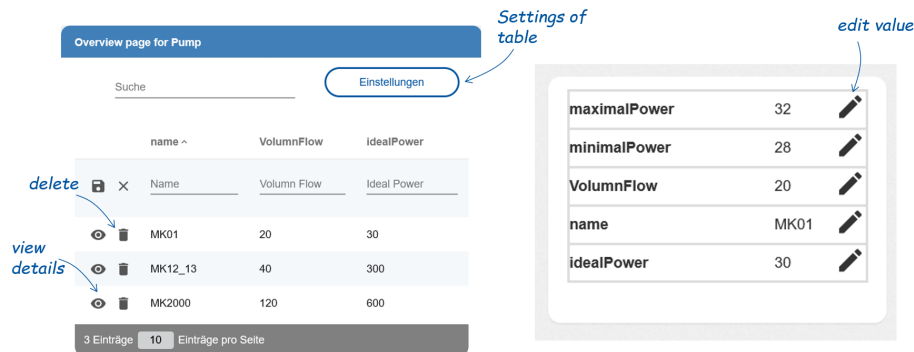 Settings of
table
edit value
Overview page for Pump
Suche
Einstellungen
name VolumnFlow idealPower
Name Volumn Flow Ideal Power
delete
MK01 20 30
view
details
MK12_13 40 300
MK2000 120 600
3 Einträge 10 Einträge pro Seite
maximalPower 32
minimalPower 28
VolumnFlow 20
name MK01
idealPower 30